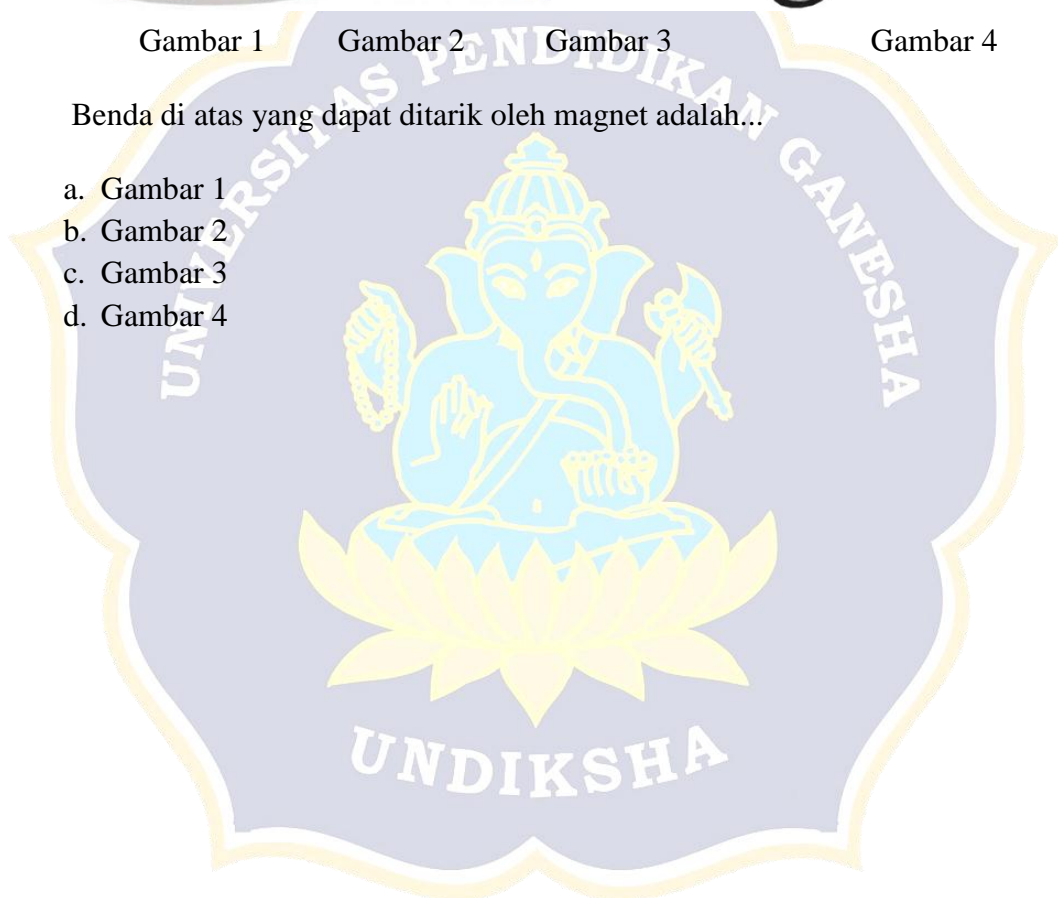 Gambar 1 Gambar 2 Gambar 3 Gambar 4
Benda di atas yang dapat ditarik oleh magnet adalah...
a. Gambar 1
b. Gambar 2
c. Gambar 3
d. Gambar 4
UNIVERSITAS PENDIDIKAN GANESHA
UNDIKSHA